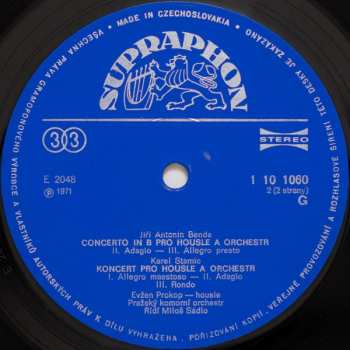 VŠECHNA PRÁVA GRAMOFONOVÉHO VÝROBCE A VLASTNÍKŮ AUTORSKÝCH PRÁV K DÍLU VYHRAŽENA. POŘIZOVÁNÍ KOPIÍ, VEŘEJNÉ PROVOZOVÁNÍ A ROZHLASOVÉ ŠÍŘENÍ TÉTO DESKY JE ZAKÁZÁNO
• MADE IN CZECHOSLOVAKIA •
SUPRAPHON
33
STEREO
E 2048
℗ 1971
1 10 1060
2 (2 strany)
G
Jiří Antonín Benda
CONCERTO IN B PRO HOUSLE A ORCHESTR
II. Adagio — III. Allegro presto
Karel Stamic
KONCERT PRO HOUSLE A ORCHESTR
I. Allegro maestoso — II. Adagio
III. Rondo
Evžen Prokop — housle
Pražský komorní orchestr
Řídí Miloš Sádlo